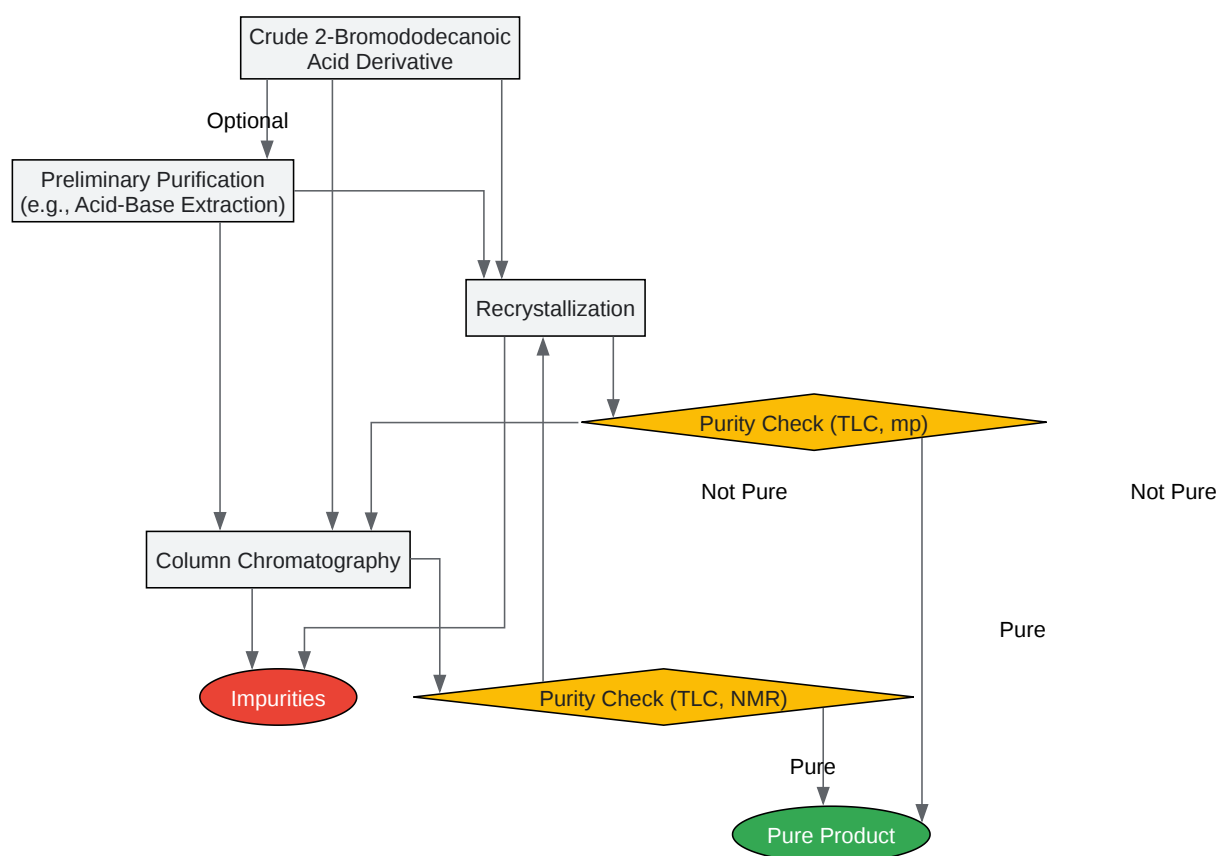 Crude 2-Bromododecanoic
Acid Derivative
Optional
Preliminary Purification
(e.g., Acid-Base Extraction)
Recrystallization
Purity Check (TLC, mp)
Not Pure
Not Pure
Column Chromatography
Pure
Impurities
Purity Check (TLC, NMR)
Pure
Pure Product